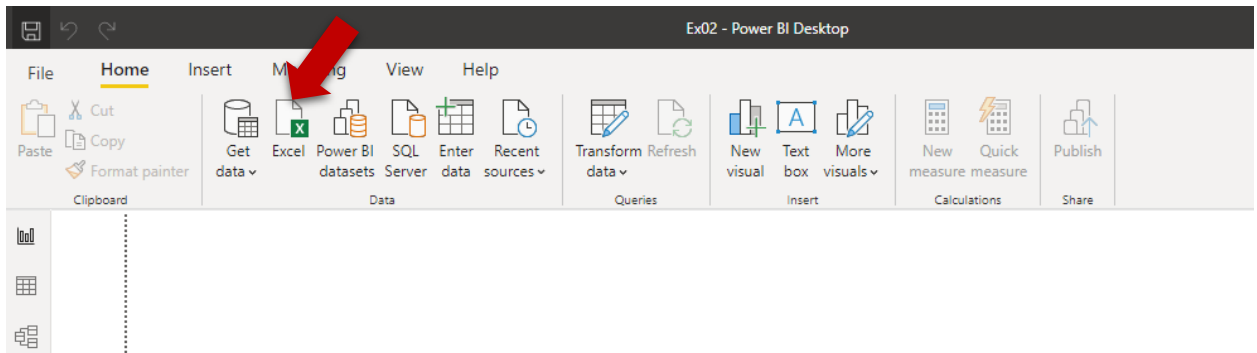 Ex02 - Power BI Desktop
File Home Insert View Help
Cut
Copy
Paste
Format painter
Get data
Excel
Power BI datasets
SQL Server
Enter data
Recent sources
Transform data
Refresh
New visual
Text box
More visuals
New measure
Quick measure
Publish
Clipboard Data Queries Insert Calculations Share